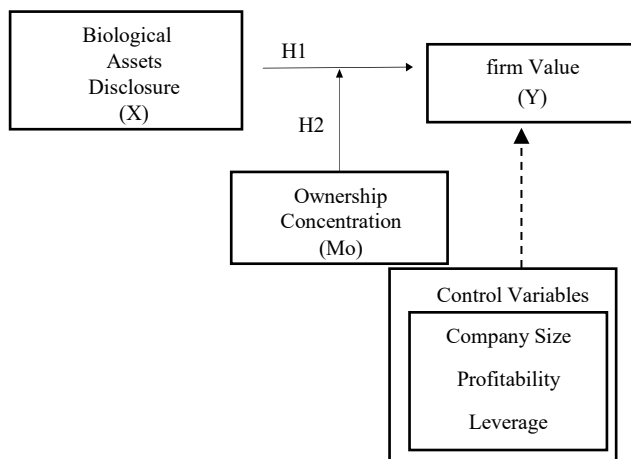 Biological
Assets
Disclosure
(X)
H1
firm Value
(Y)
H2
Ownership
Concentration
(Mo)
Control Variables
Company Size
Profitability
Leverage